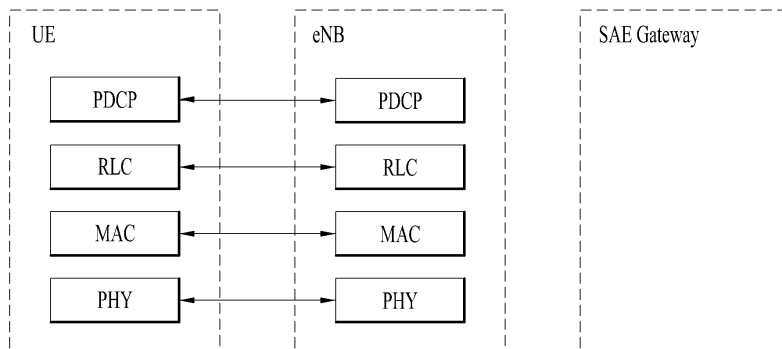 UE eNB SAE Gateway
PDCP PDCP
RLC RLC
MAC MAC
PHY PHY